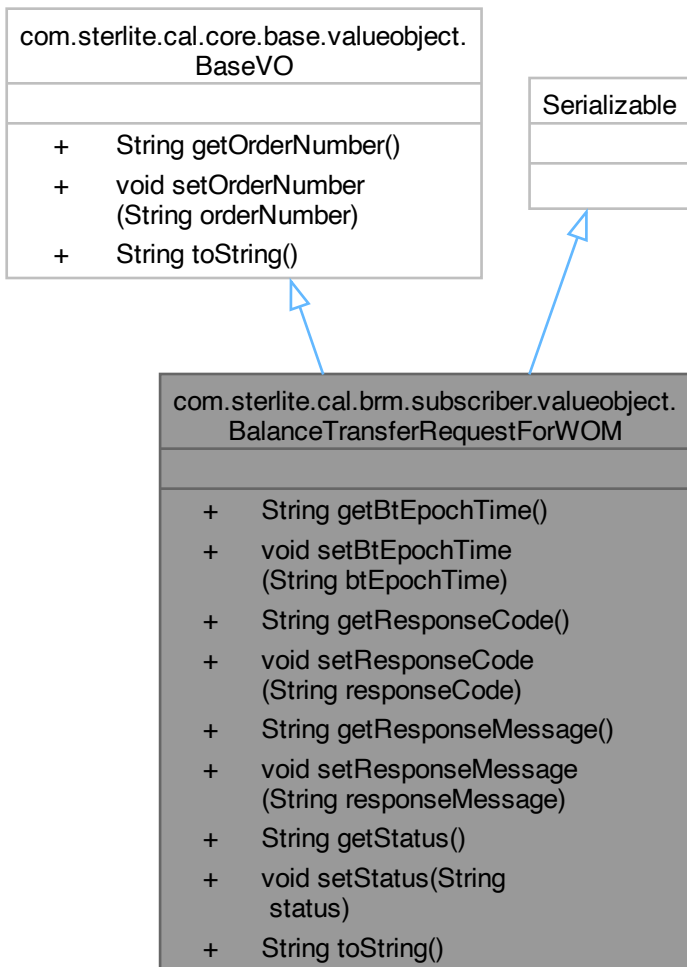 com.sterlite.cal.core.base.valueobject.
BaseVO
+ String getOrderNumber()
+ void setOrderNumber
(String orderNumber)
+ String toString()
Serializable
com.sterlite.cal.brm.subscriber.valueobject.
BalanceTransferRequestForWOM
+ String getBtEpochTime()
+ void setBtEpochTime
(String btEpochTime)
+ String getResponseCode()
+ void setResponseCode
(String responseCode)
+ String getResponseMessage()
+ void setResponseMessage
(String responseMessage)
+ String getStatus()
+ void setStatus(String
status)
+ String toString()